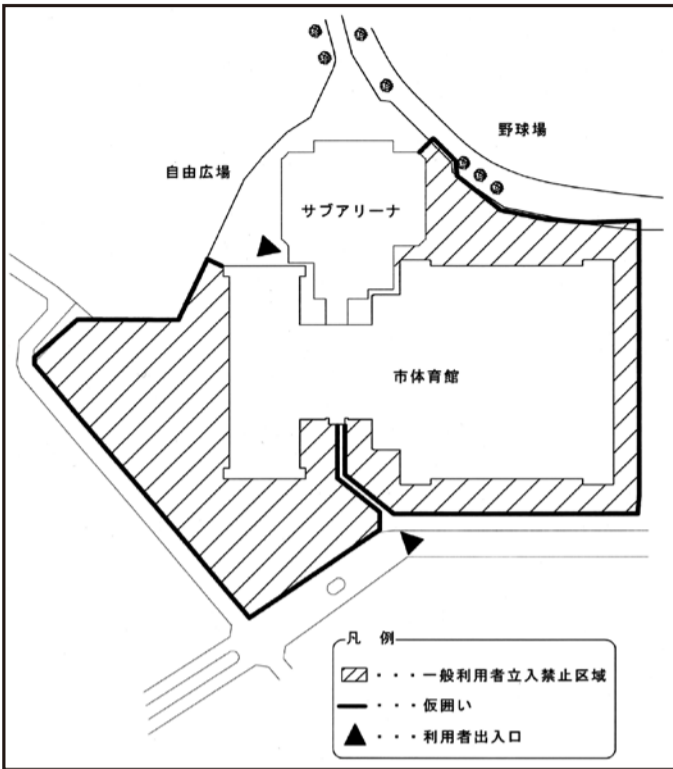 野球場
自由広場
サブアリーナ
市体育館
凡 例
・・・一般利用者立入禁止区域
・・・仮囲い
・・・利用者出入口